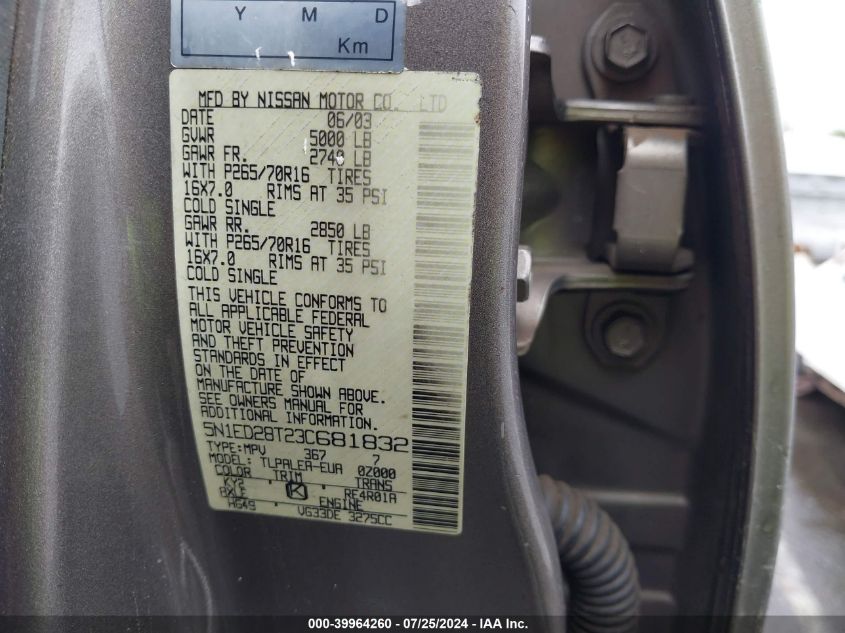 Y M D
Km
MFD BY NISSAN MOTOR CO., LTD
DATE 06/03
GVWR 5000 LB
GAWR FR. 2740 LB
WITH P265/70R16 TIRES
16X7.0 RIMS AT 35 PSI
COLD SINGLE
GAWR RR. 2850 LB
WITH P265/70R16 TIRES
16X7.0 RIMS AT 35 PSI
COLD SINGLE
THIS VEHICLE CONFORMS TO
ALL APPLICABLE FEDERAL
MOTOR VEHICLE SAFETY
AND THEFT PREVENTION
STANDARDS IN EFFECT
ON THE DATE OF
MANUFACTURE SHOWN ABOVE.
SEE OWNERS MANUAL FOR
ADDITIONAL INFORMATION.
5N1ED28T23C681832
TYPE:MPV 367 7
MODEL: TLPALEA-EUA 0Z000
COLOR TRIM TRANS
KY2 K RE4R01A
AXLE ENGINE
HG49 VG33DE 3275CC
000-39964260 - 07/25/2024 - IAA Inc.